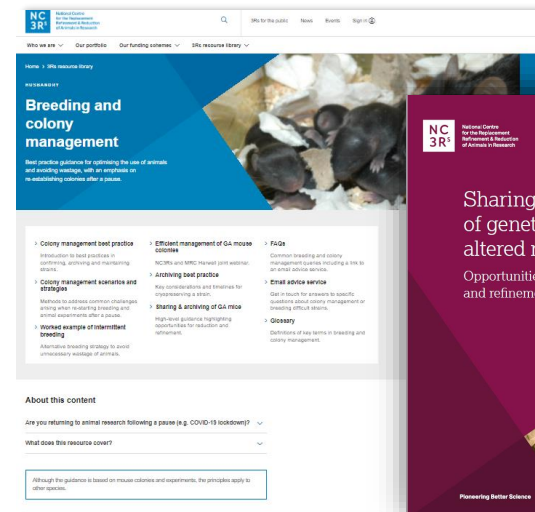 NC
3Rˢ
National Centre
for the Replacement
Refinement & Reduction
of Animals in Research
3Rs for the public
News
Events
Sign in
Who we are
Our portfolio
Our funding schemes
3Rs resource library
Home > 3Rs resource library
HUSBANDRY
Breeding and
colony
management
Best practice guidance for optimising the use of animals
and avoiding wastage, with an emphasis on
re-establishing colonies after a pause.
> Colony management best practice
Introduction to best practices in
confirming, archiving and maintaining
strains.
> Colony management scenarios and
strategies
Methods to address common challenges
arising when re-starting breeding and
animal experiments after a pause.
> Worked example of intermittent
breeding
Alternative breeding strategy to avoid
unnecessary wastage of animals.
> Efficient management of GA mouse
colonies
NC3Rs and MRC Harwell joint webinar.
> Archiving best practice
Key considerations and timelines for
cryopreserving a strain.
> Sharing & archiving of GA mice
High-level guidance highlighting
opportunities for reduction and
refinement.
> FAQs
Common breeding and colony
management queries including a link to
an email advice service.
> Email advice service
Get in touch for answers to specific
questions about colony management or
breeding difficult strains.
> Glossary
Definitions of key terms in breeding and
colony management.
About this content
Are you returning to animal research following a pause (e.g. COVID-19 lockdown)?
What does this resource cover?
Although the guidance is based on mouse colonies and experiments, the principles apply to
other species.
NC
3Rˢ
National Centre
for the Replacement
Refinement & Reduction
of Animals in Research
Sharing
of genet
altered
Opportunitie
and refineme
Pioneering Better Science